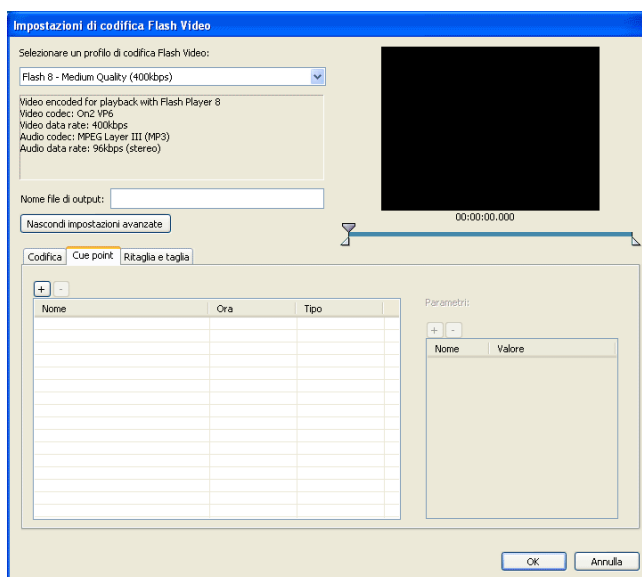 Impostazioni di codifica Flash Video
Selezionare un profilo di codifica Flash Video:
Flash 8 - Medium Quality (400kbps)
Video encoded for playback with Flash Player 8
Video codec: On2 VP6
Video data rate: 400kbps
Audio codec: MPEG Layer III (MP3)
Audio data rate: 96kbps (stereo)
Nome file di output:
00:00:00.000
Nascondi impostazioni avanzate
Codifica Cue point Ritaglia e taglia
+ -
Parametri:
Nome Ora Tipo
+ -
Nome Valore
OK Annulla